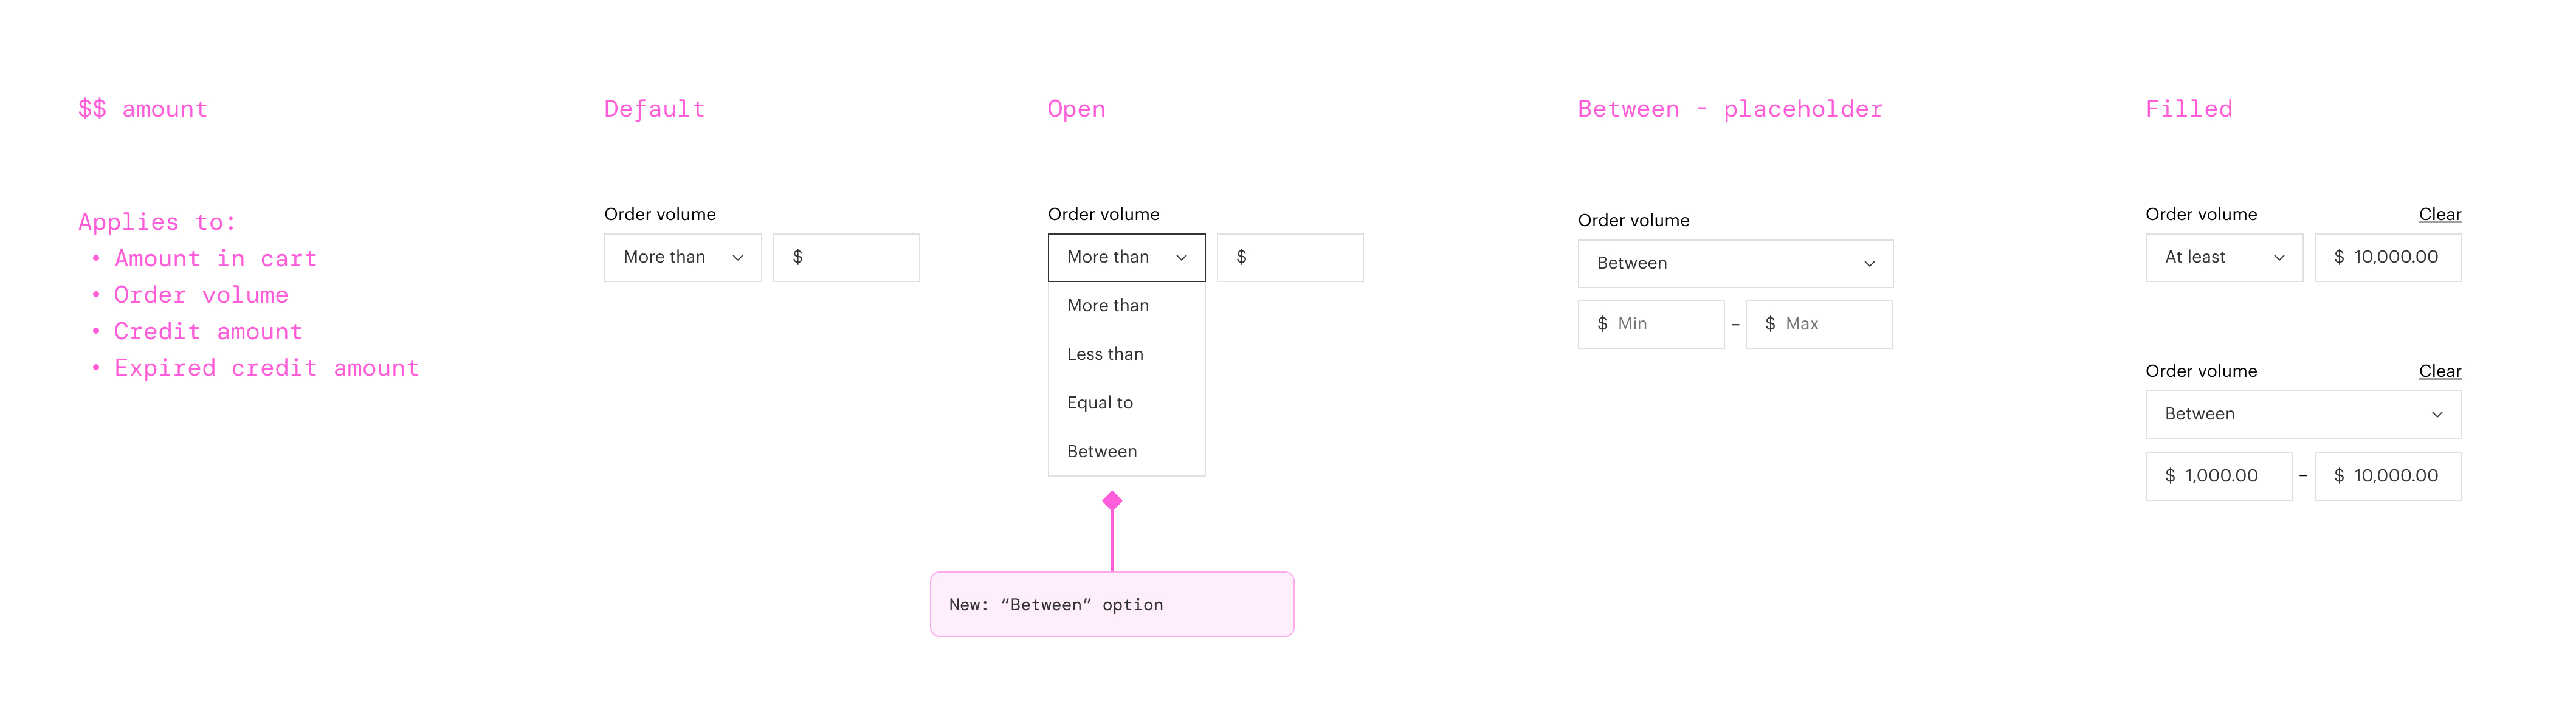 $$ amount
Applies to:
• Amount in cart
• Order volume
• Credit amount
• Expired credit amount
Default
Order volume
More than
$
Open
Order volume
More than
$
More than
Less than
Equal to
Between
New: “Between” option
Between - placeholder
Order volume
Between
$ Min – $ Max
Filled
Order volume Clear
At least
$ 10,000.00
Order volume Clear
Between
$ 1,000.00 – $ 10,000.00